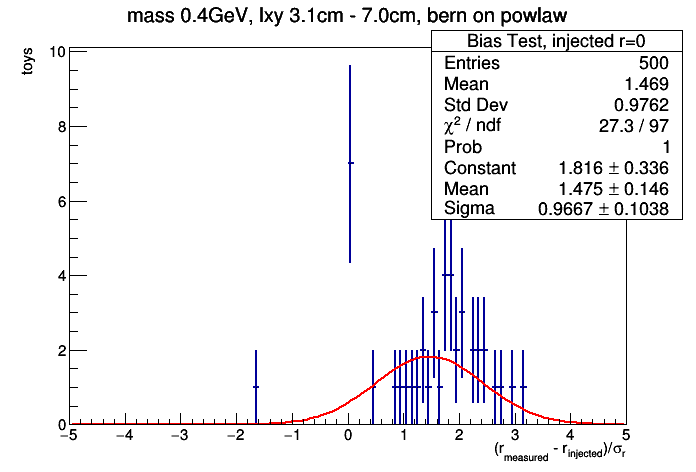 mass 0.4GeV, lxy 3.1cm - 7.0cm, bern on powlaw
toys
Bias Test, injected r=0
Entries 500
Mean 1.469
Std Dev 0.9762
χ² / ndf 27.3 / 97
Prob 1
Constant 1.816 ± 0.336
Mean 1.475 ± 0.146
Sigma 0.9667 ± 0.1038
10
8
6
4
2
0
−5 −4 −3 −2 −1 0 1 2 3 4 5
(r_measured - r_injected)/σ_r